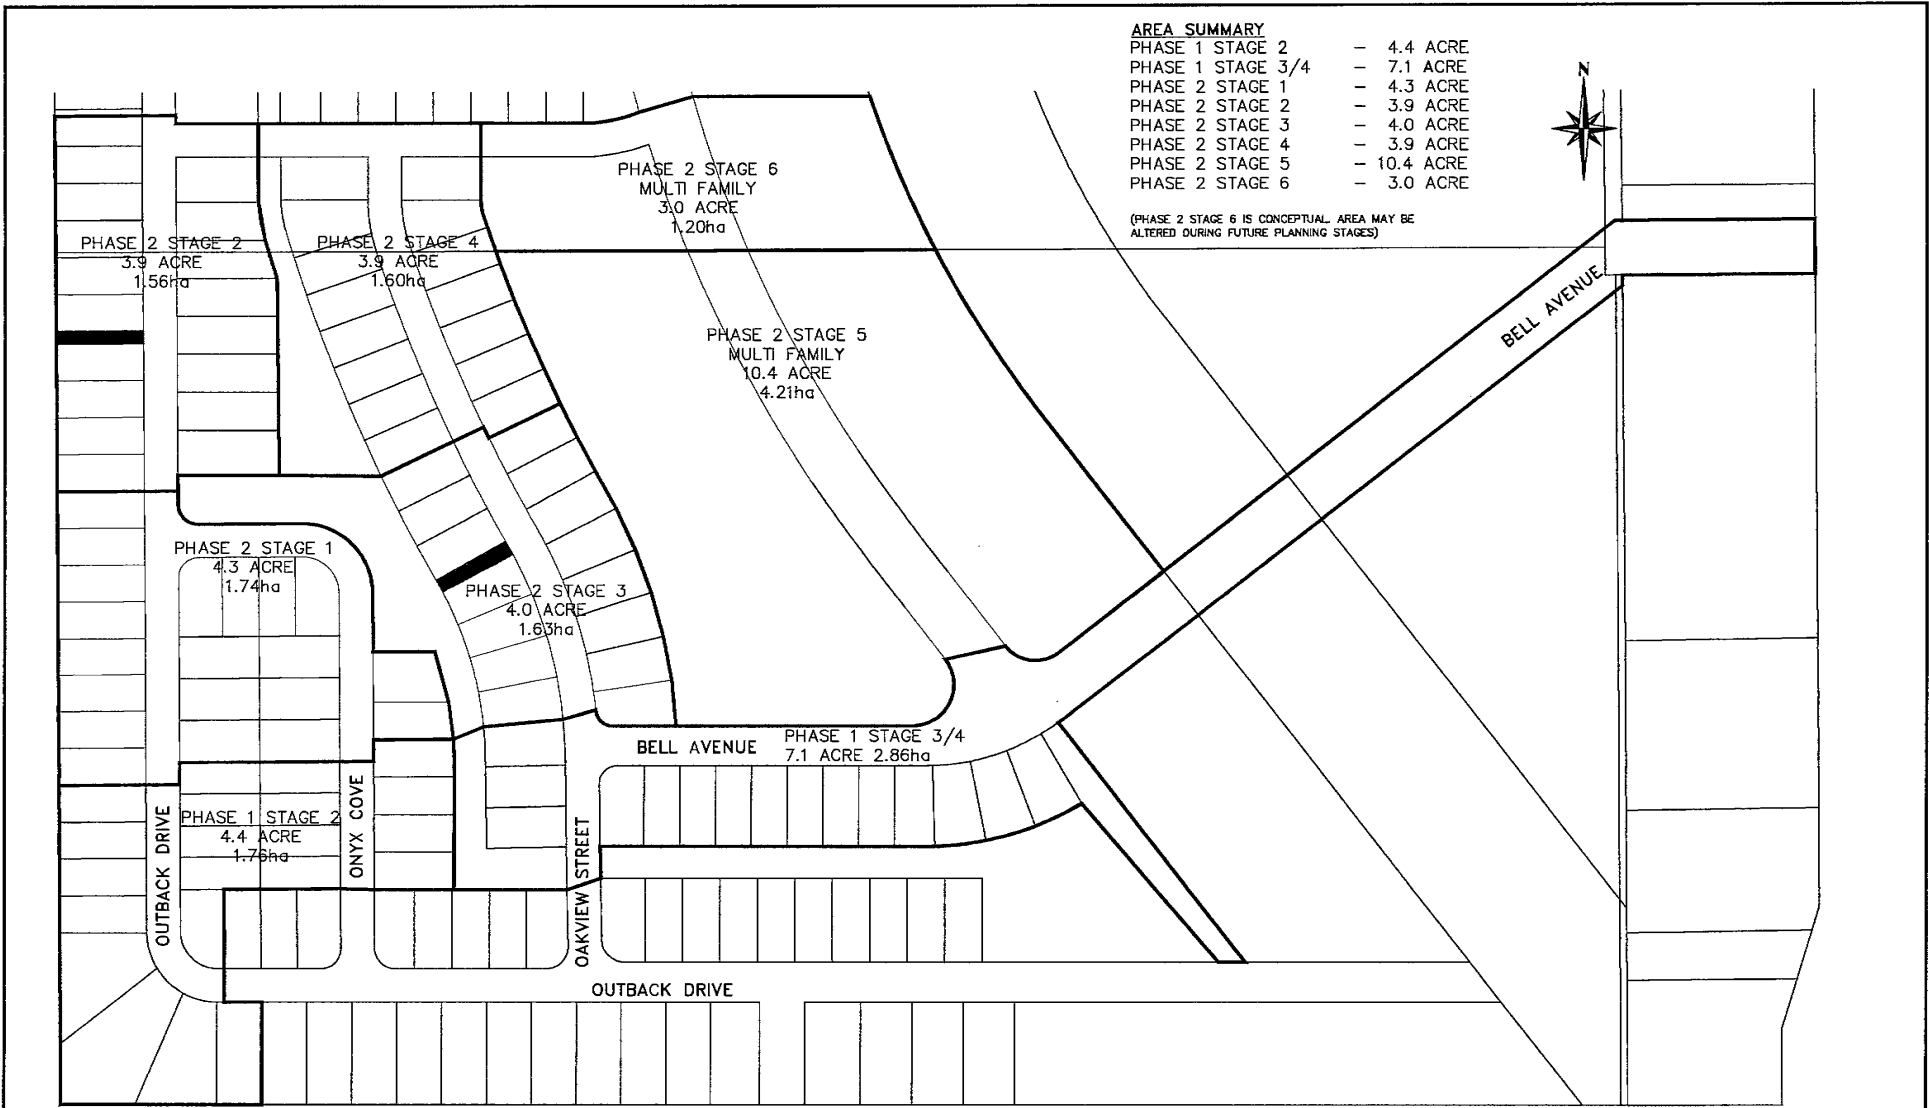 AREA SUMMARY
PHASE 1 STAGE 2 – 4.4 ACRE
PHASE 1 STAGE 3/4 – 7.1 ACRE
PHASE 2 STAGE 1 – 4.3 ACRE
PHASE 2 STAGE 2 – 3.9 ACRE
PHASE 2 STAGE 3 – 4.0 ACRE
PHASE 2 STAGE 4 – 3.9 ACRE
PHASE 2 STAGE 5 – 10.4 ACRE
PHASE 2 STAGE 6 – 3.0 ACRE
(PHASE 2 STAGE 6 IS CONCEPTUAL. AREA MAY BE
ALTERED DURING FUTURE PLANNING STAGES)
N
PHASE 2 STAGE 6
MULTI FAMILY
3.0 ACRE
1.20ha
PHASE 2 STAGE 2
3.9 ACRE
1.56ha
PHASE 2 STAGE 4
3.9 ACRE
1.60ha
BELL AVENUE
PHASE 2 STAGE 5
MULTI FAMILY
10.4 ACRE
4.21ha
PHASE 2 STAGE 1
4.3 ACRE
1.74ha
PHASE 2 STAGE 3
4.0 ACRE
1.63ha
BELL AVENUE
PHASE 1 STAGE 3/4
7.1 ACRE 2.86ha
PHASE 1 STAGE 2
4.4 ACRE
1.76ha
OUTBACK DRIVE
ONYX COVE
OAKVIEW STREET
OUTBACK DRIVE